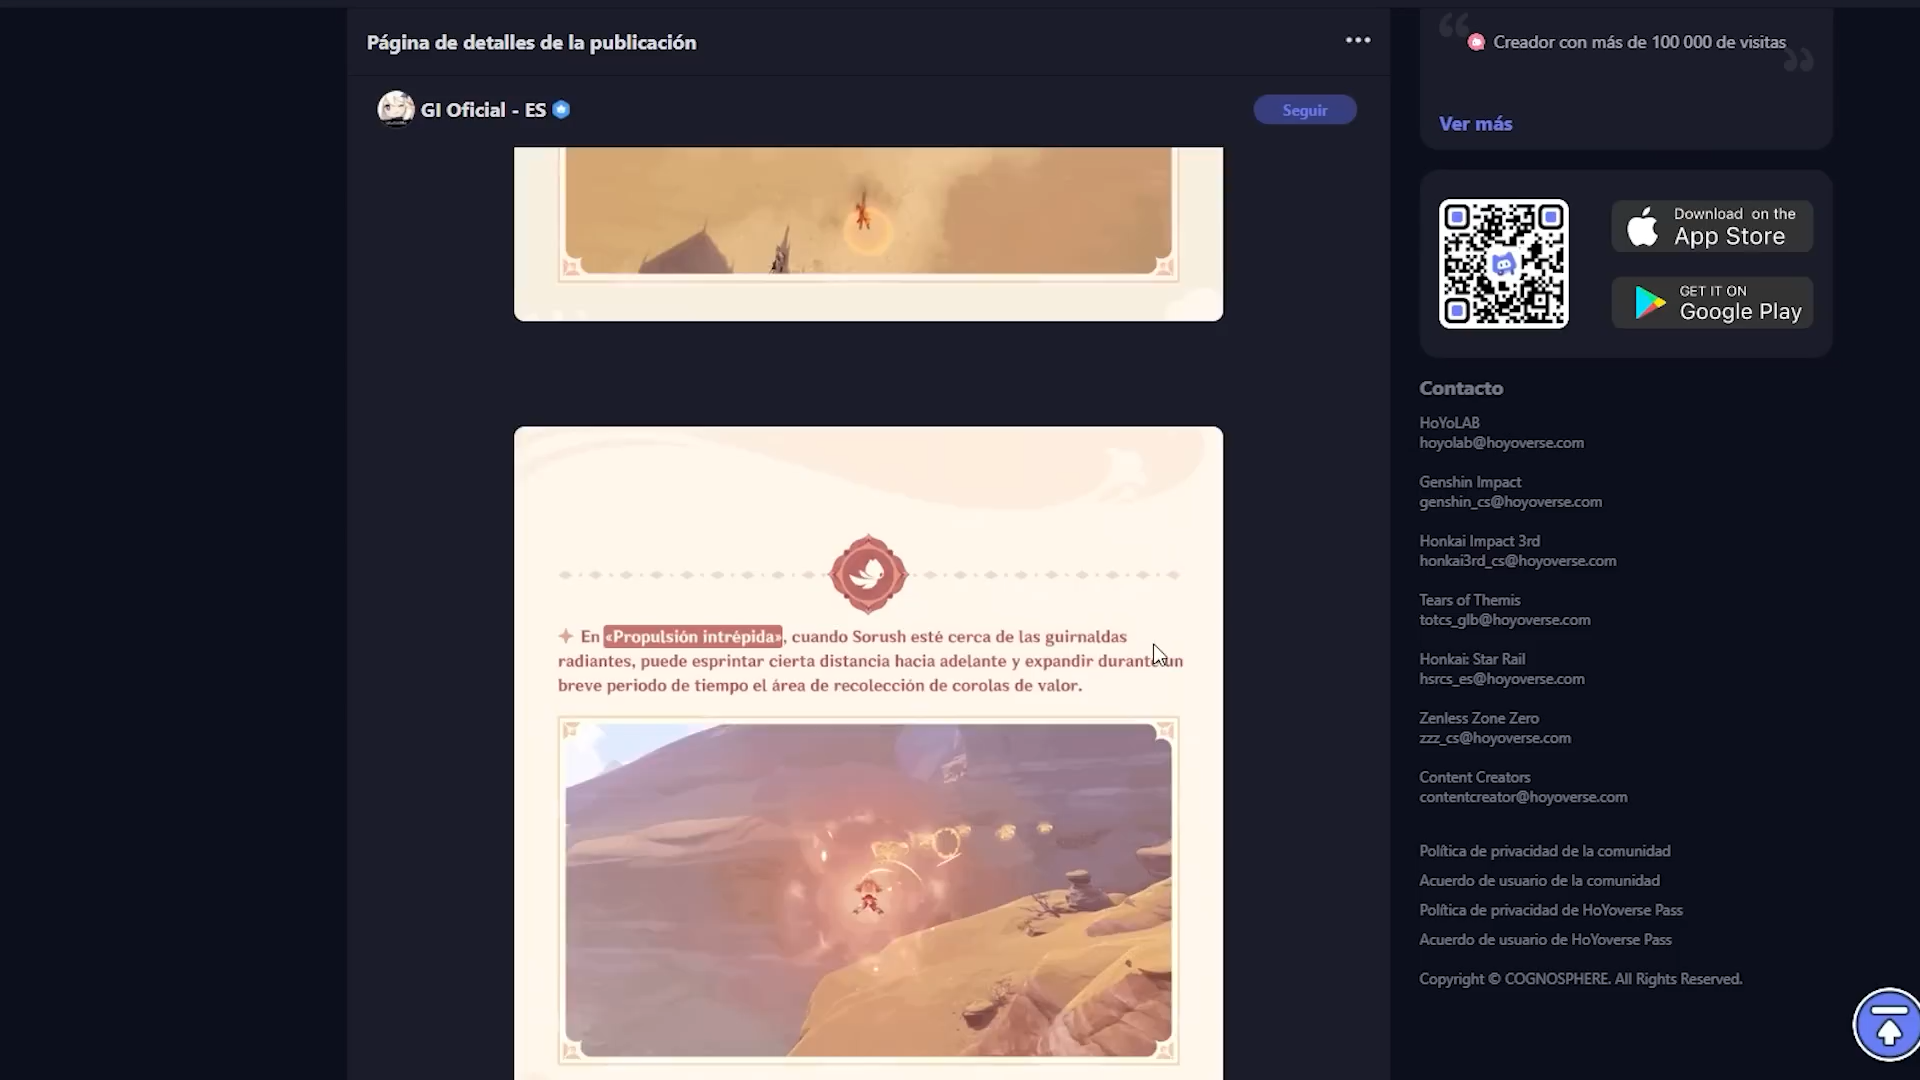 Página de detalles de la publicación
GI Oficial - ES
Seguir
En «Propulsión intrépida», cuando Sorush esté cerca de las guirnaldas
radiantes, puede esprintar cierta distancia hacia adelante y expandir durante un
breve periodo de tiempo el área de recolección de corolas de valor.
Creador con más de 100 000 de visitas
Ver más
Download on the
App Store
GET IT ON
Google Play
Contacto
HoYoLAB
hoyolab@hoyoverse.com
Genshin Impact
genshin_cs@hoyoverse.com
Honkai Impact 3rd
honkai3rd_cs@hoyoverse.com
Tears of Themis
totcs_glb@hoyoverse.com
Honkai: Star Rail
hsrcs_es@hoyoverse.com
Zenless Zone Zero
zzz_cs@hoyoverse.com
Content Creators
contentcreator@hoyoverse.com
Política de privacidad de la comunidad
Acuerdo de usuario de la comunidad
Política de privacidad de HoYoverse Pass
Acuerdo de usuario de HoYoverse Pass
Copyright © COGNOSPHERE. All Rights Reserved.